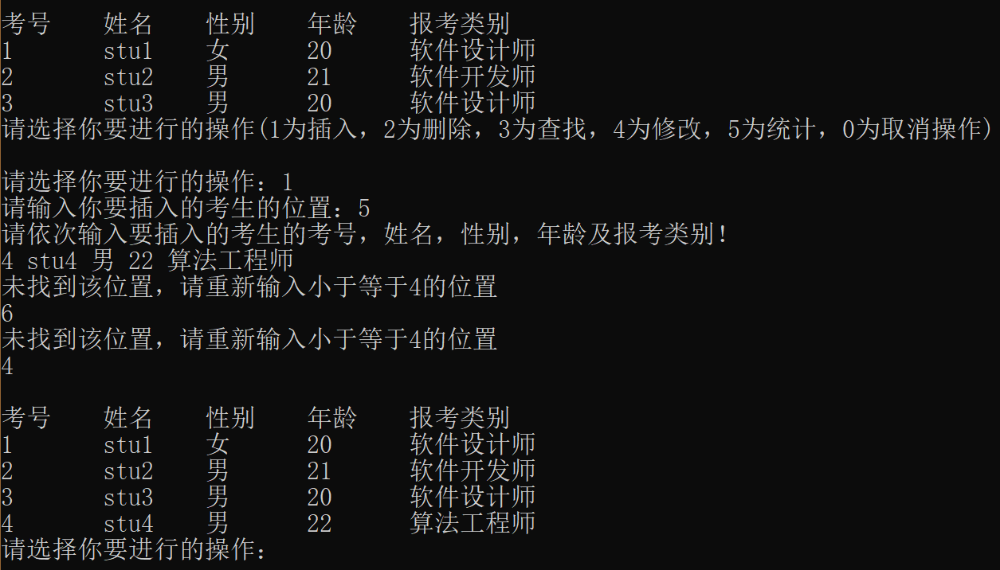 考号 姓名 性别 年龄 报考类别
1 stu1 女 20 软件设计师
2 stu2 男 21 软件开发师
3 stu3 男 20 软件设计师
请选择你要进行的操作(1为插入，2为删除，3为查找，4为修改，5为统计，0为取消操作)
请选择你要进行的操作：1
请输入你要插入的考生的位置：5
请依次输入要插入的考生的考号，姓名，性别，年龄及报考类别！
4 stu4 男 22 算法工程师
未找到该位置，请重新输入小于等于4的位置
6
未找到该位置，请重新输入小于等于4的位置
4
考号 姓名 性别 年龄 报考类别
1 stu1 女 20 软件设计师
2 stu2 男 21 软件开发师
3 stu3 男 20 软件设计师
4 stu4 男 22 算法工程师
请选择你要进行的操作：